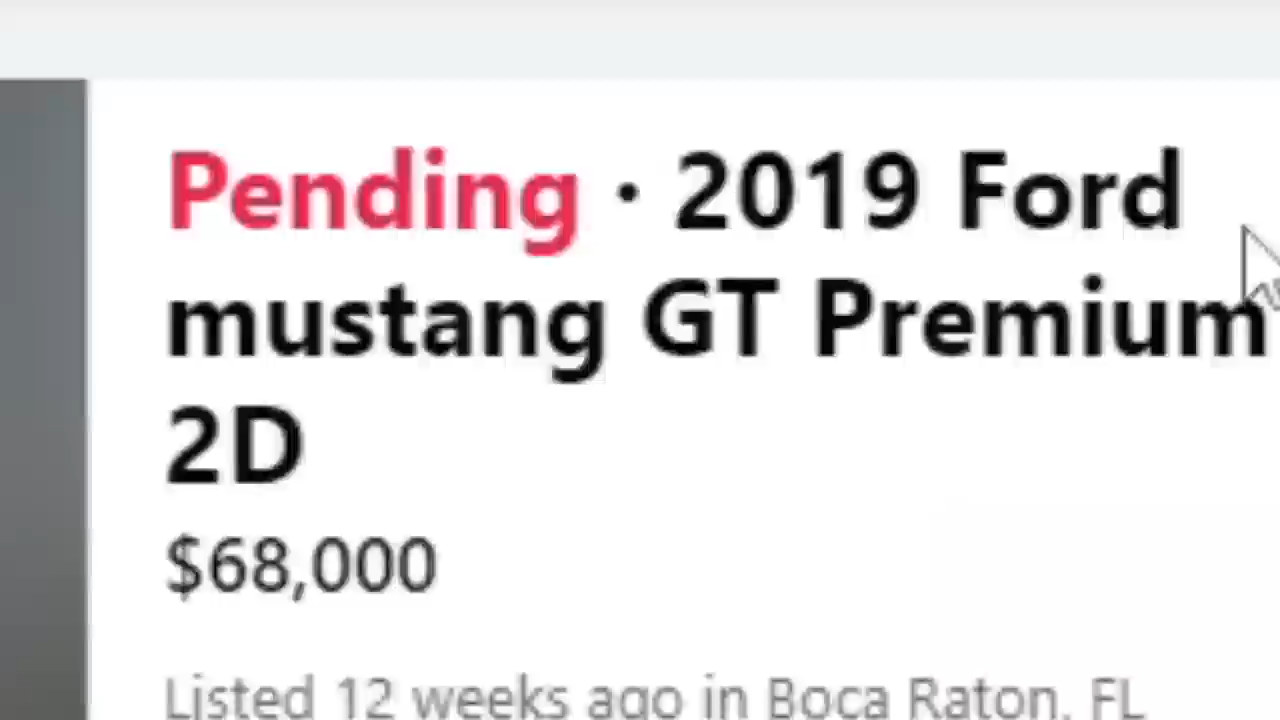 Pending · 2019 Ford
mustang GT Premium
2D
$68,000
Listed 12 weeks ago in Boca Raton, FL